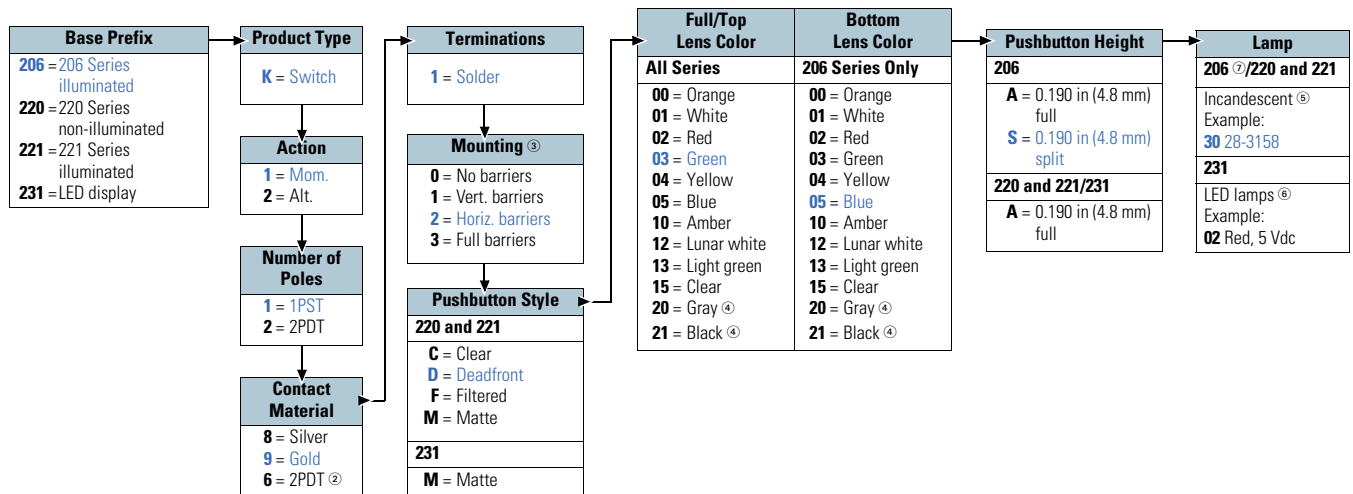 Base Prefix
206 = 206 Series
illuminated
220 = 220 Series
non-illuminated
221 = 221 Series
illuminated
231 = LED display
Product Type
K = Switch
Action
1 = Mom.
2 = Alt.
Number of
Poles
1 = 1PST
2 = 2PDT
Contact
Material
8 = Silver
9 = Gold
6 = 2PDT ②
Terminations
1 = Solder
Mounting ③
0 = No barriers
1 = Vert. barriers
2 = Horiz. barriers
3 = Full barriers
Pushbutton Style
220 and 221
C = Clear
D = Deadfront
F = Filtered
M = Matte
231
M = Matte
Full/Top
Lens Color
All Series
00 = Orange
01 = White
02 = Red
03 = Green
04 = Yellow
05 = Blue
10 = Amber
12 = Lunar white
13 = Light green
15 = Clear
20 = Gray ④
21 = Black ④
Bottom
Lens Color
206 Series Only
00 = Orange
01 = White
02 = Red
03 = Green
04 = Yellow
05 = Blue
10 = Amber
12 = Lunar white
13 = Light green
15 = Clear
20 = Gray ④
21 = Black ④
Pushbutton Height
206
A = 0.190 in (4.8 mm)
full
S = 0.190 in (4.8 mm)
split
220 and 221/231
A = 0.190 in (4.8 mm)
full
Lamp
206 ⑦/220 and 221
Incandescent ⑤
Example:
30 28-3158
231
LED lamps ⑥
Example:
02 Red, 5 Vdc